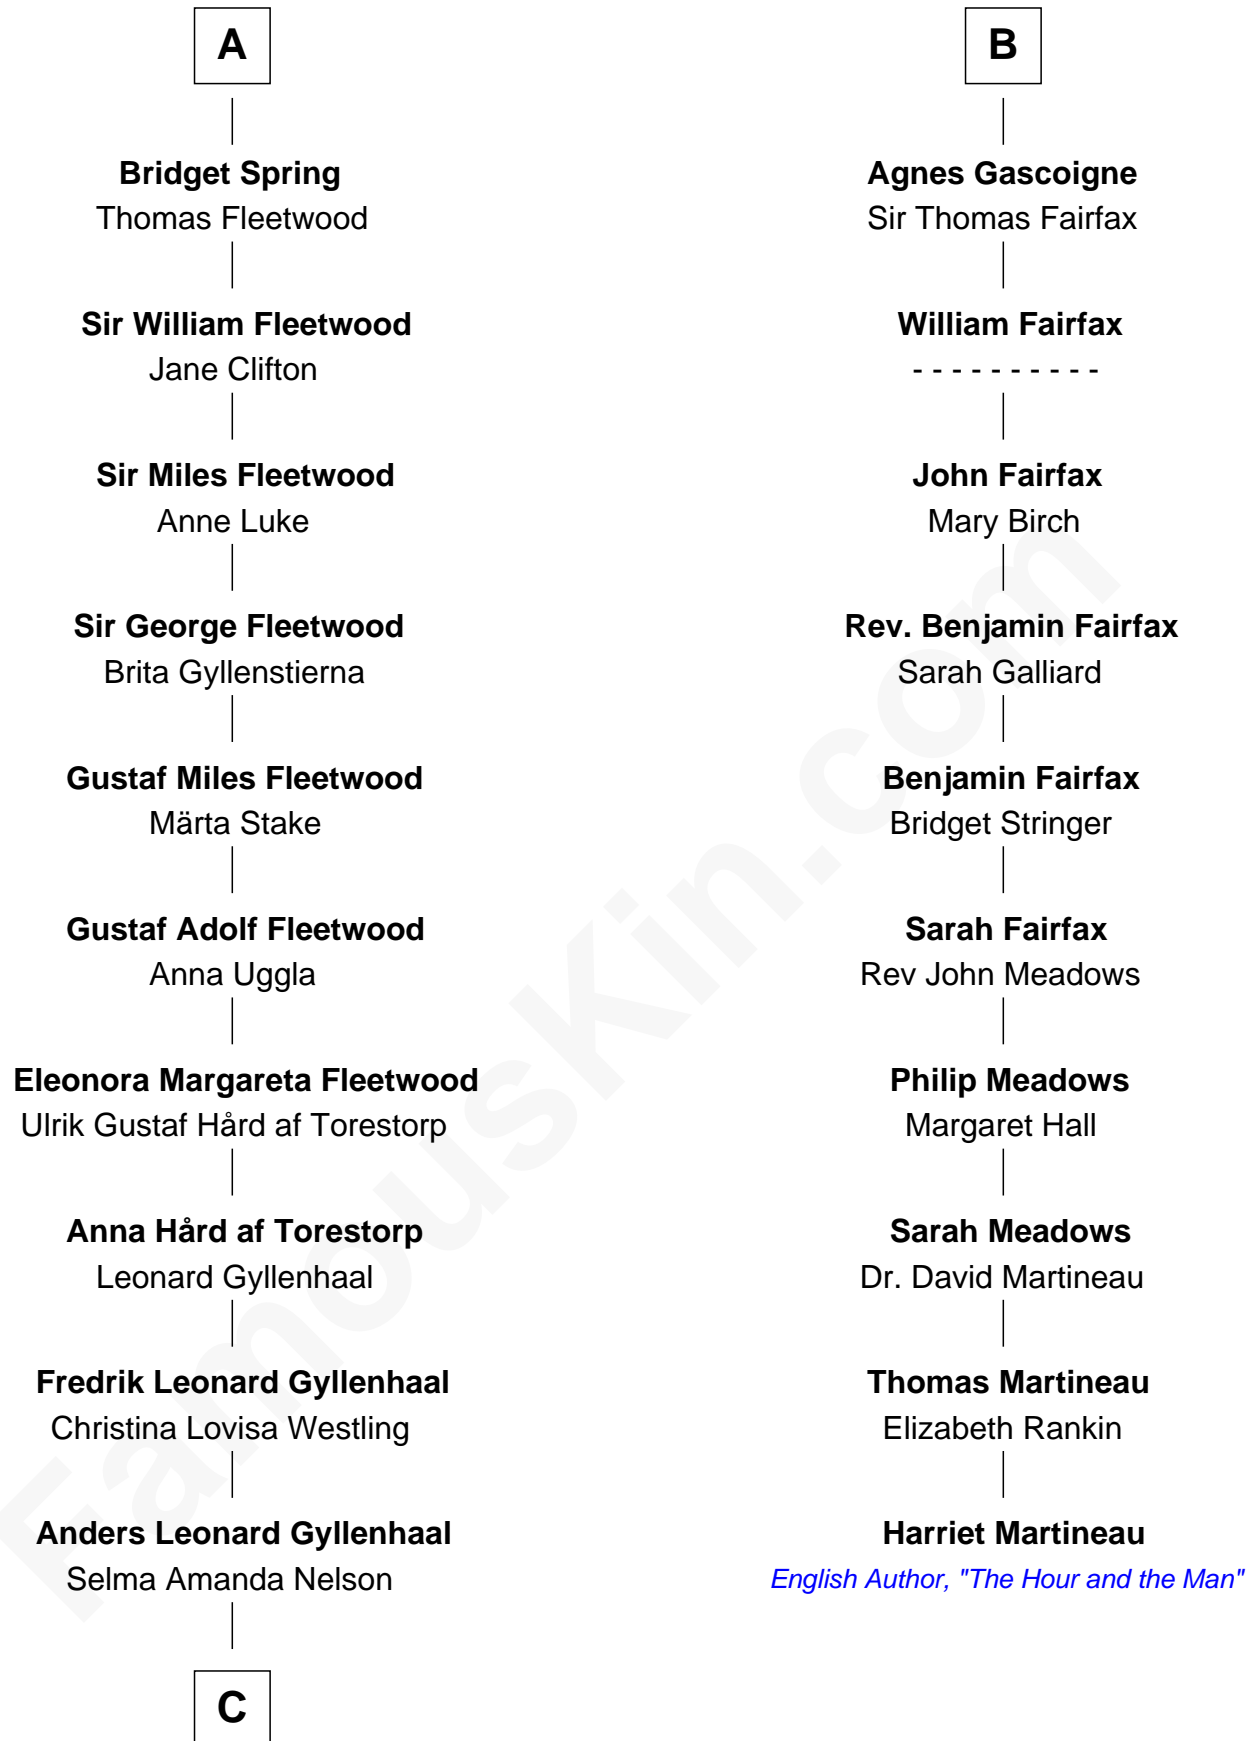 A
Bridget Spring
Thomas Fleetwood
Sir William Fleetwood
Jane Clifton
Sir Miles Fleetwood
Anne Luke
Sir George Fleetwood
Brita Gyllenstierna
Gustaf Miles Fleetwood
Märta Stake
Gustaf Adolf Fleetwood
Anna Uggla
Eleonora Margareta Fleetwood
Ulrik Gustaf Hård af Torestorp
Anna Hård af Torestorp
Leonard Gyllenhaal
Fredrik Leonard Gyllenhaal
Christina Lovisa Westling
Anders Leonard Gyllenhaal
Selma Amanda Nelson
C
B
Agnes Gascoigne
Sir Thomas Fairfax
William Fairfax
- - - - - - - - - -
John Fairfax
Mary Birch
Rev. Benjamin Fairfax
Sarah Galliard
Benjamin Fairfax
Bridget Stringer
Sarah Fairfax
Rev John Meadows
Philip Meadows
Margaret Hall
Sarah Meadows
Dr. David Martineau
Thomas Martineau
Elizabeth Rankin
Harriet Martineau
English Author, "The Hour and the Man"
FamousKin.com